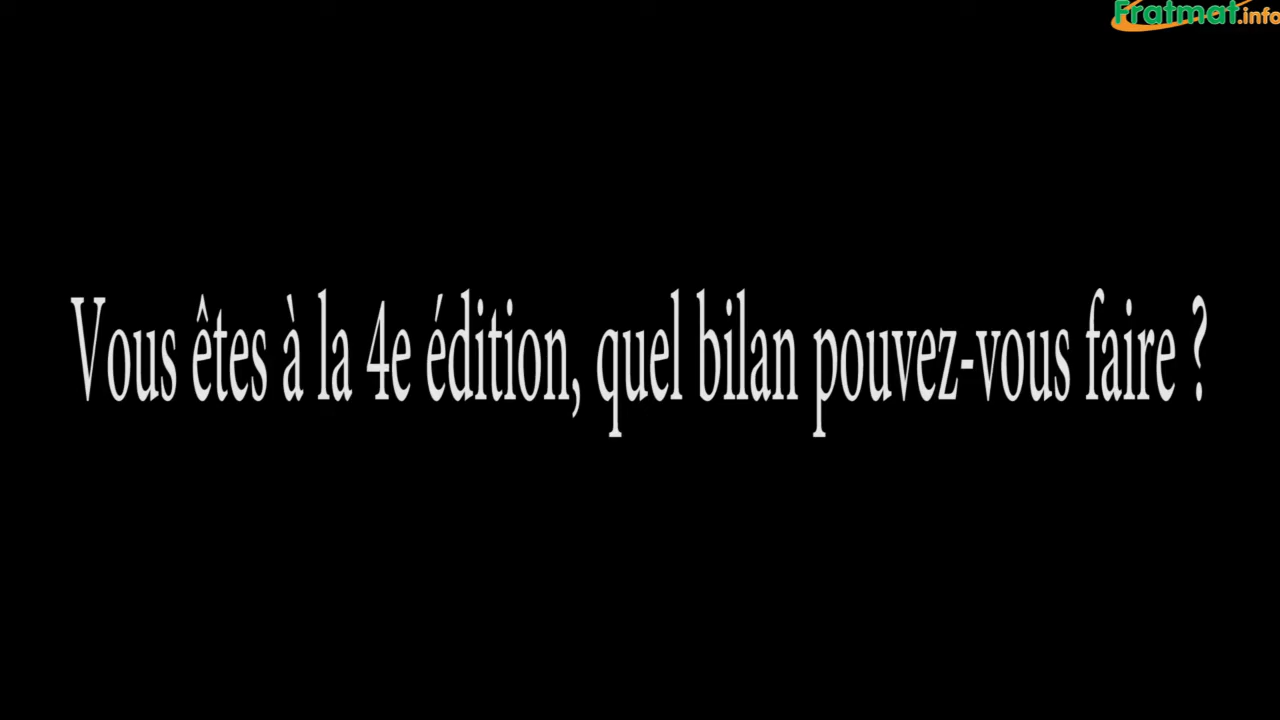 Fratmat.info
Vous êtes à la 4e édition, quel bilan pouvez-vous faire ?